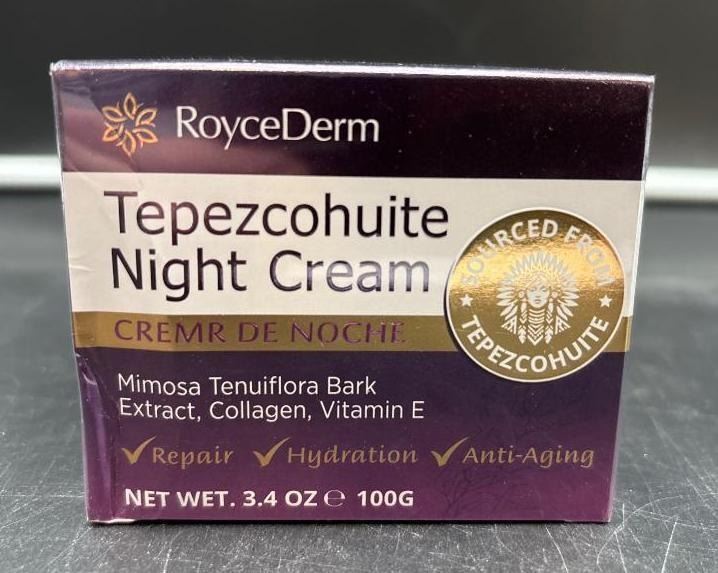 RoyceDerm
Tepezcohuite
Night Cream
CREMR DE NOCHE
SOURCED FROM
TEPEZCOHUITE
Mimosa Tenuiflora Bark
Extract, Collagen, Vitamin E
✓Repair ✓Hydration ✓Anti-Aging
NET WET. 3.4 OZ ℮ 100G